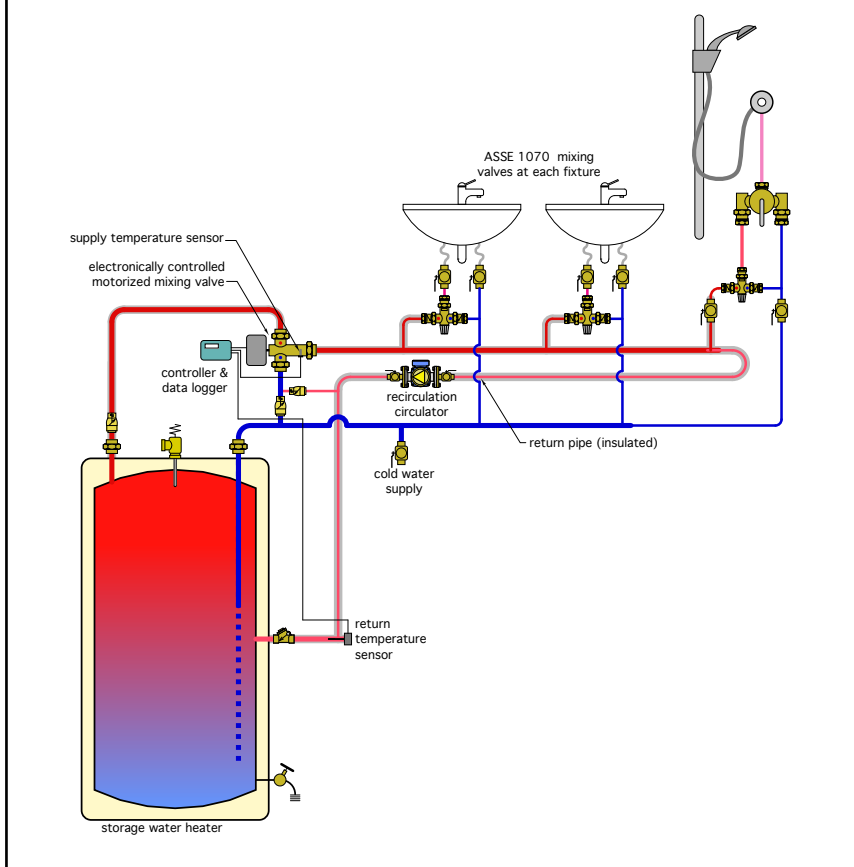 ASSE 1070 mixing
valves at each fixture
supply temperature sensor
electronically controlled
motorized mixing valve
controller &
data logger
recirculation
circulator
return pipe (insulated)
cold water
supply
return
temperature
sensor
storage water heater